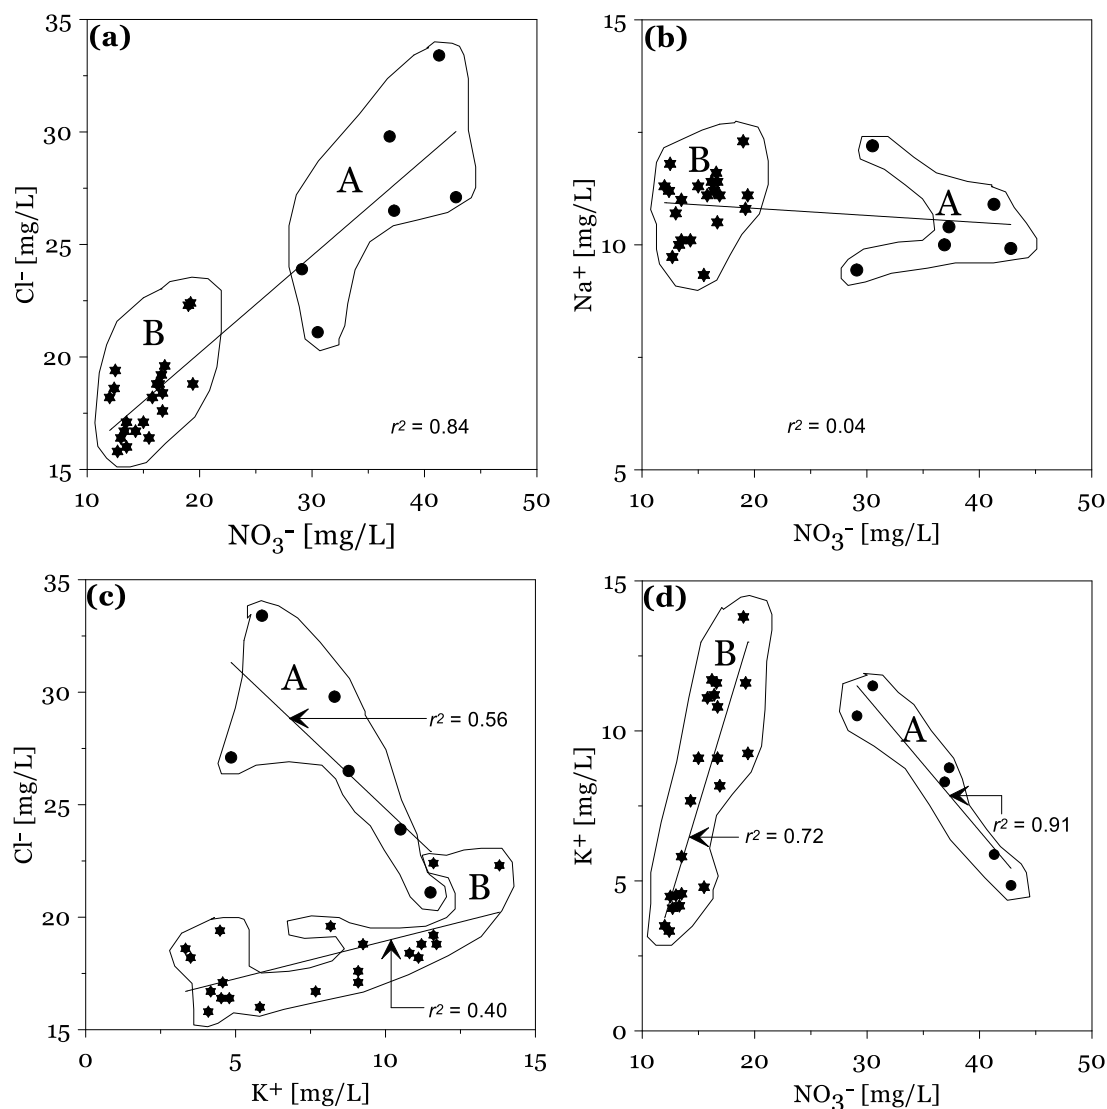 (a)
35
30
25
20
15
Cl⁻ [mg/L]
A
B
r² = 0.84
10 20 30 40 50
NO₃⁻ [mg/L]
(b)
15
10
5
Na⁺ [mg/L]
B
A
r² = 0.04
10 20 30 40 50
NO₃⁻ [mg/L]
(c)
35
30
25
20
15
Cl⁻ [mg/L]
A
r² = 0.56
B
r² = 0.40
0 5 10 15
K⁺ [mg/L]
(d)
15
10
5
0
K⁺ [mg/L]
B
A
r² = 0.72
r² = 0.91
10 20 30 40 50
NO₃⁻ [mg/L]